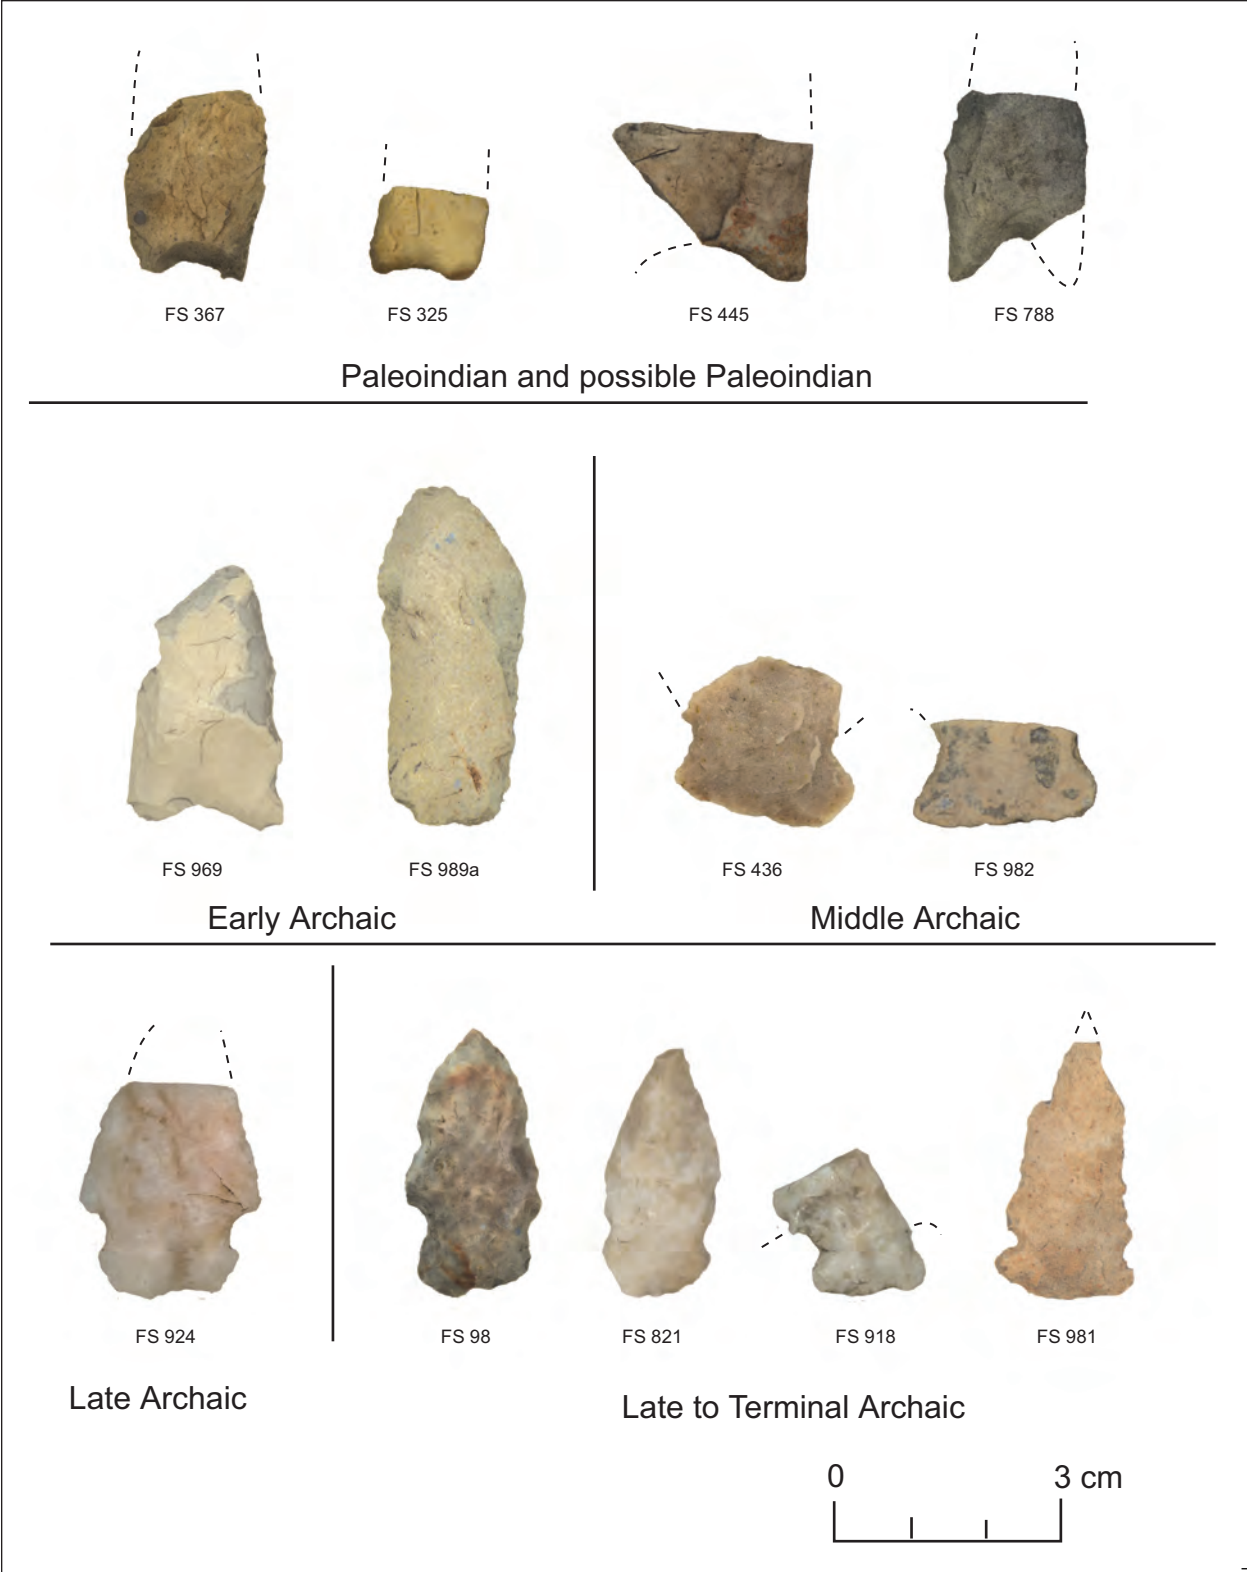 FS 367
FS 325
FS 445
FS 788
Paleoindian and possible Paleoindian
FS 969
FS 989a
FS 436
FS 982
Early Archaic
Middle Archaic
FS 924
FS 98
FS 821
FS 918
FS 981
Late Archaic
Late to Terminal Archaic
0
3 cm